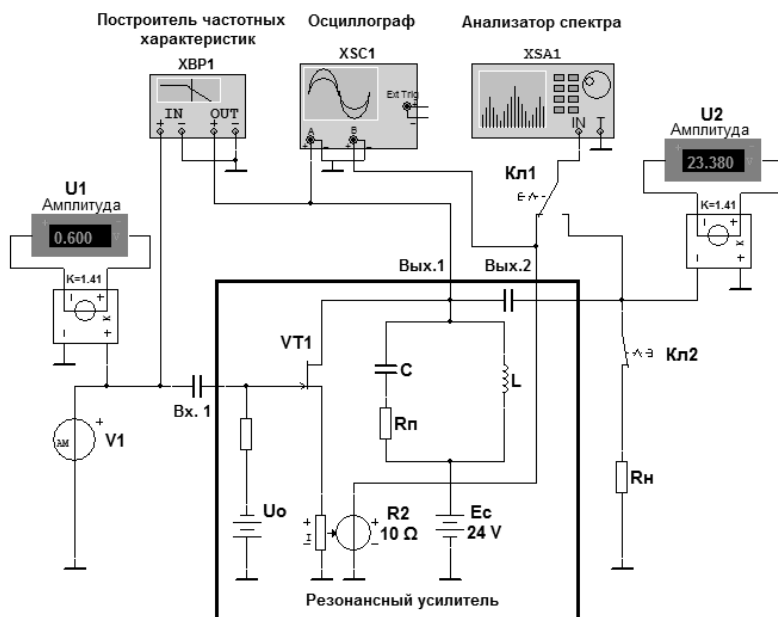 Построитель частотных
характеристик
XBP1
IN OUT
Осциллограф
XSC1
Ext Trig
A
B
Анализатор спектра
XSA1
IN T
U2
Амплитуда
23.380
V
K=1.41
U1
Амплитуда
0.600
V
K=1.41
Кл1
Вых.1
Вых.2
Кл2
VT1
C
L
Rп
Вх. 1
AM
V1
Uo
I
R2
10 Ω
Ec
24 V
Rн
Резонансный усилитель